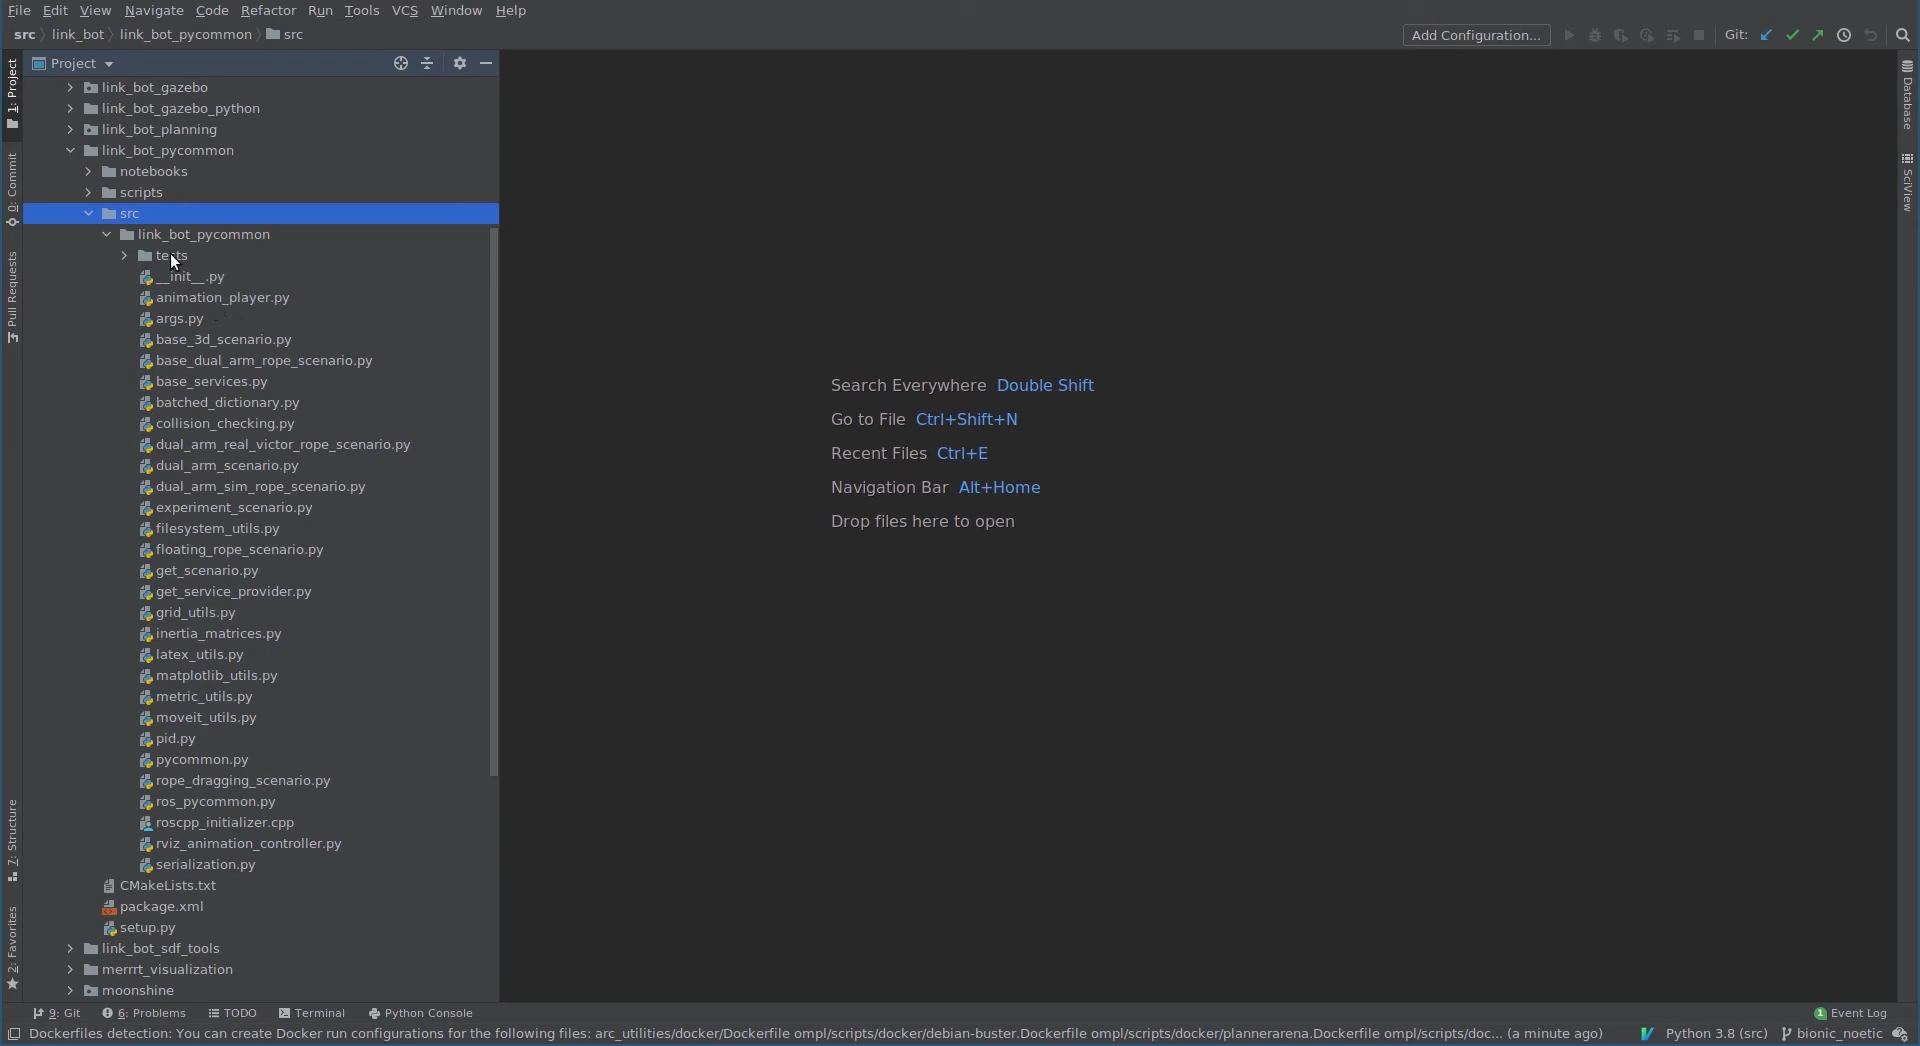 File Edit View Navigate Code Refactor Run Tools VCS Window Help
src link_bot link_bot_pycommon src
Add Configuration... Git:
Project
link_bot_gazebo
link_bot_gazebo_python
link_bot_planning
link_bot_pycommon
notebooks
scripts
src
link_bot_pycommon
tests
__init__.py
animation_player.py
args.py
base_3d_scenario.py
base_dual_arm_rope_scenario.py
base_services.py
batched_dictionary.py
collision_checking.py
dual_arm_real_victor_rope_scenario.py
dual_arm_scenario.py
dual_arm_sim_rope_scenario.py
experiment_scenario.py
filesystem_utils.py
floating_rope_scenario.py
get_scenario.py
get_service_provider.py
grid_utils.py
inertia_matrices.py
latex_utils.py
matplotlib_utils.py
metric_utils.py
moveit_utils.py
pid.py
pycommon.py
rope_dragging_scenario.py
ros_pycommon.py
roscpp_initializer.cpp
rviz_animation_controller.py
serialization.py
CMakeLists.txt
package.xml
setup.py
link_bot_sdf_tools
merrrt_visualization
moonshine
1: Project
0: Commit
Pull Requests
7: Structure
2: Favorites
Search Everywhere Double Shift
Go to File Ctrl+Shift+N
Recent Files Ctrl+E
Navigation Bar Alt+Home
Drop files here to open
Database
SciView
9: Git 6: Problems TODO Terminal Python Console 1 Event Log
Dockerfiles detection: You can create Docker run configurations for the following files: arc_utilities/docker/Dockerfile ompl/scripts/docker/debian-buster.Dockerfile ompl/scripts/docker/plannerarena.Dockerfile ompl/scripts/doc... (a minute ago) Python 3.8 (src) bionic_noetic